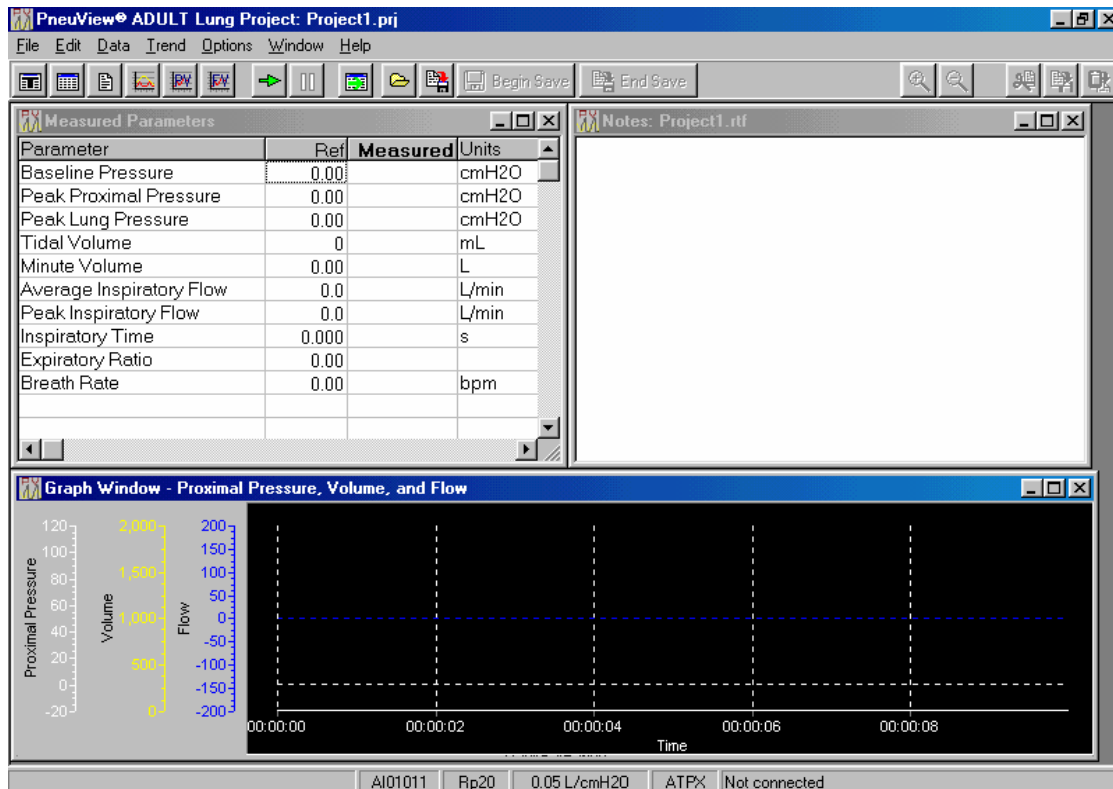 PneuView® ADULT Lung Project: Project1.prj
File Edit Data Trend Options Window Help
PV FV Begin Save End Save
Measured Parameters
Parameter Ref Measured Units
Baseline Pressure 0.00 cmH2O
Peak Proximal Pressure 0.00 cmH2O
Peak Lung Pressure 0.00 cmH2O
Tidal Volume 0 mL
Minute Volume 0.00 L
Average Inspiratory Flow 0.0 L/min
Peak Inspiratory Flow 0.0 L/min
Inspiratory Time 0.000 s
Expiratory Ratio 0.00
Breath Rate 0.00 bpm
Notes: Project1.rtf
Graph Window - Proximal Pressure, Volume, and Flow
Proximal Pressure
120
100
80
60
40
20
0
-20
Volume
2,000
1,500
1,000
500
0
Flow
200
150
100
50
0
-50
-100
-150
-200
00:00:00 00:00:02 00:00:04 00:00:06 00:00:08
Time
AI01011 Rp20 0.05 L/cmH2O ATPX Not connected